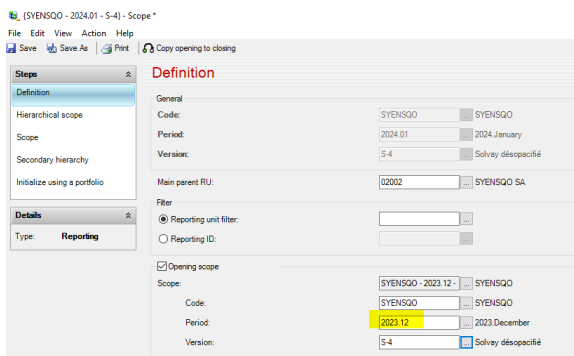 {SYENSQO - 2024.01 - S-4} - Scope *
File Edit View Action Help
Save Save As Print Copy opening to closing
Steps
Definition
Hierarchical scope
Scope
Secondary hierarchy
Initialize using a portfolio
Details
Type: Reporting
Definition
General
Code: SYENSQO ... SYENSQO
Period: 2024.01 ... 2024.January
Version: S-4 ... Solvay désopacifié
Main parent RU: 02002 ... SYENSQO SA
Filter
Reporting unit filter: ...
Reporting ID: ...
Opening scope
Scope: SYENSQO - 2023.12 - ... SYENSQO
Code: SYENSQO ... SYENSQO
Period: 2023.12 ... 2023.December
Version: S-4 ... Solvay désopacifié